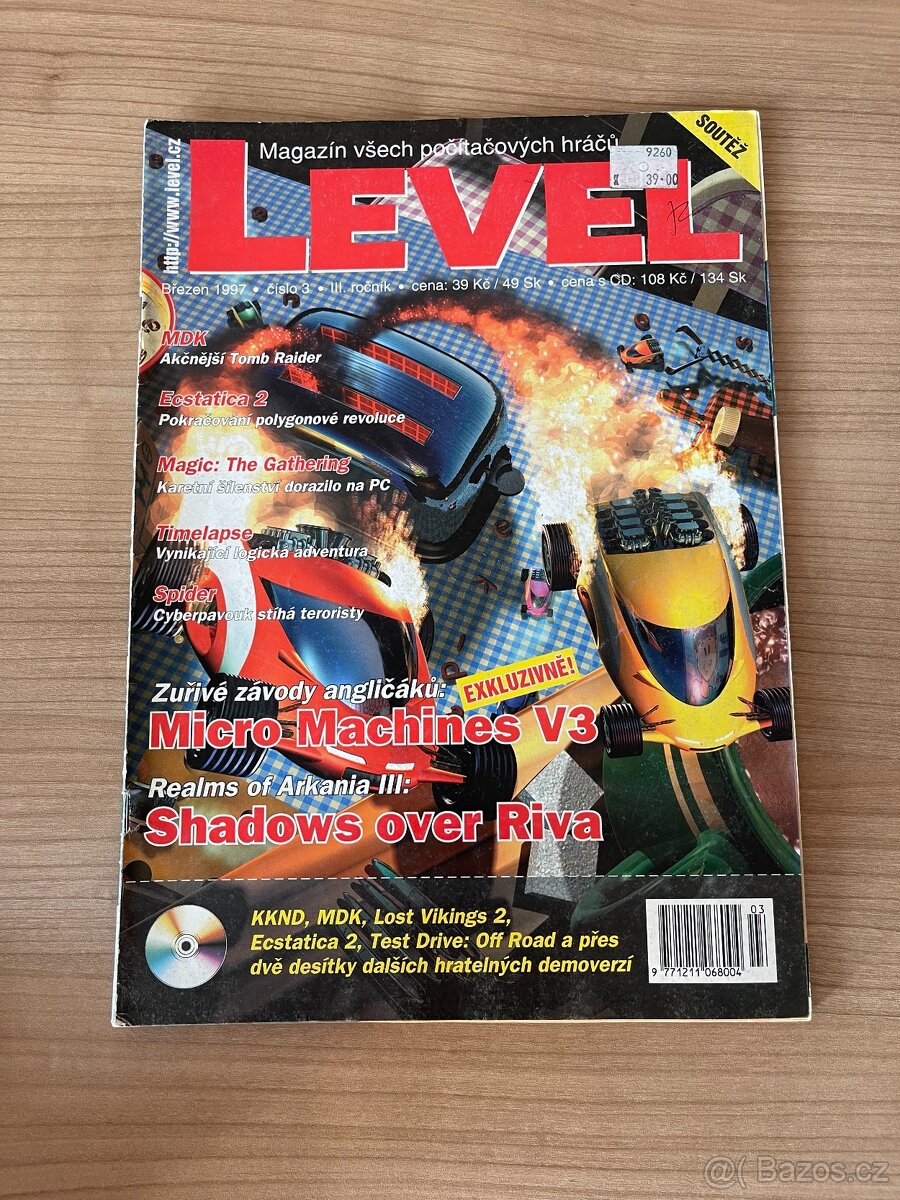 SOUTĚŽ
Magazín všech počítačových hráčů
9260
39·00
LEVEL
http://www.level.cz
Březen 1997 • číslo 3 • III. ročník • cena: 39 Kč / 49 Sk • cena s CD: 108 Kč / 134 Sk
MDK
Akčnější Tomb Raider
Ecstatica 2
Pokračování polygonové revoluce
Magic: The Gathering
Karetní šílenství dorazilo na PC
Timelapse
Vynikající logická adventura
Spider
Cyberpavouk stíhá teroristy
Zuřivé závody angličáků:
EXKLUZIVNĚ!
Micro Machines V3
Realms of Arkania III:
Shadows over Riva
KKND, MDK, Lost Vikings 2,
Ecstatica 2, Test Drive: Off Road a přes
dvě desítky dalších hratelných demoverzí
03
9 771211 068004
@( Bazos.cz